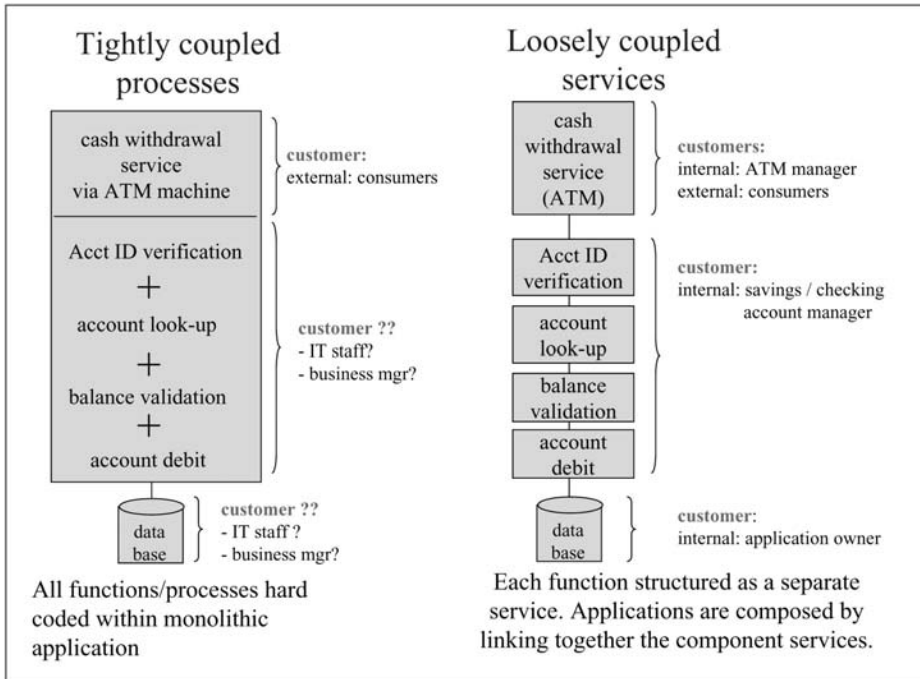 Tightly coupled
processes
cash withdrawal
service
via ATM machine
customer:
external: consumers
Acct ID verification
+
account look-up
+
balance validation
+
account debit
customer ??
- IT staff?
- business mgr?
data
base
customer ??
- IT staff ?
- business mgr?
All functions/processes hard
coded within monolithic
application
Loosely coupled
services
cash
withdrawal
service
(ATM)
customers:
internal: ATM manager
external: consumers
Acct ID
verification
account
look-up
balance
validation
account
debit
customer:
internal: savings / checking
account manager
data
base
customer:
internal: application owner
Each function structured as a separate
service. Applications are composed by
linking together the component services.